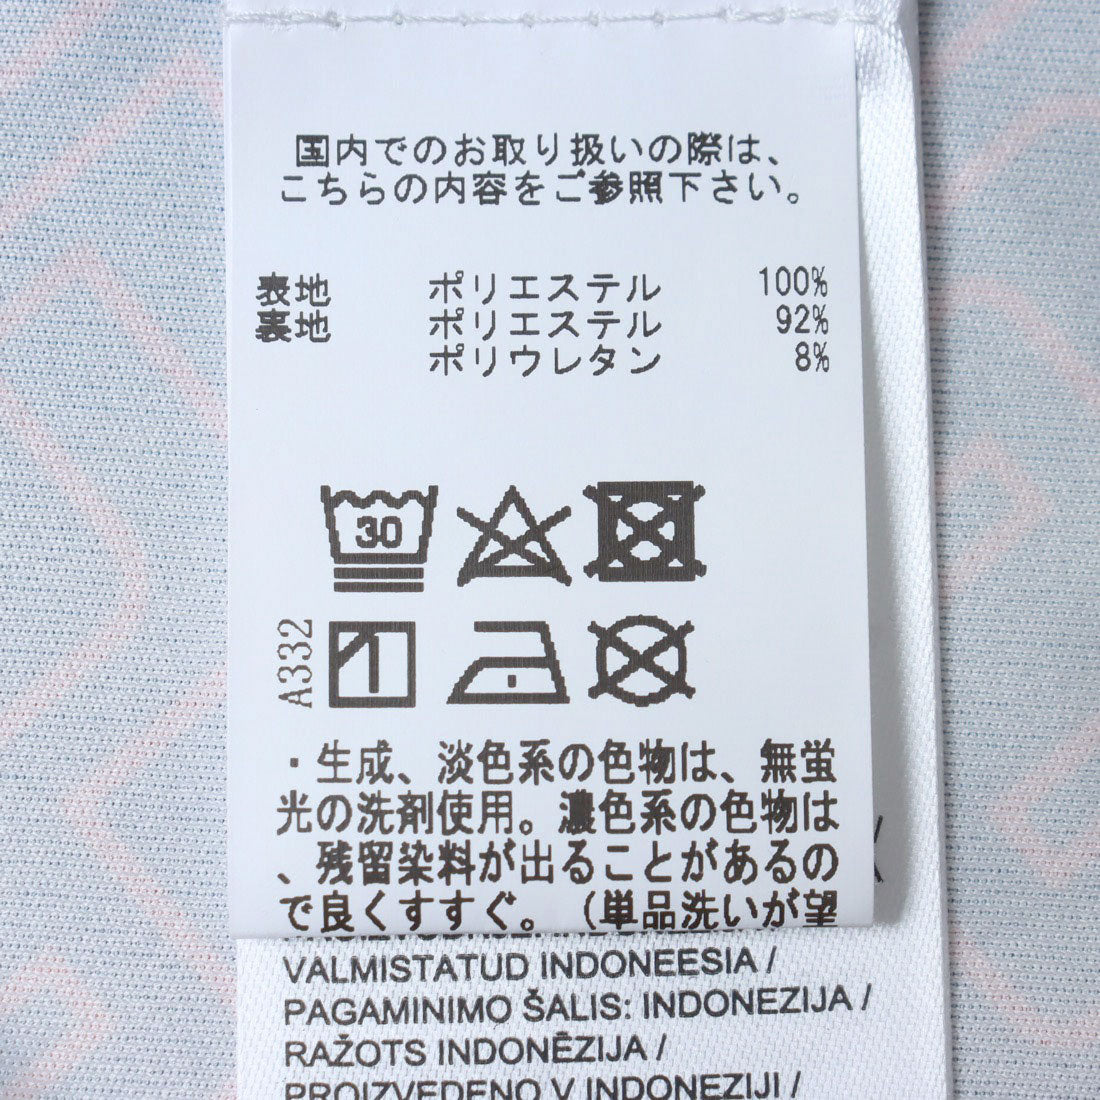 国内でのお取り扱いの際は、
こちらの内容をご参照下さい。
表地 ポリエステル 100%
裏地 ポリエステル 92%
ポリウレタン 8%
30
A332
・生成、淡色系の色物は、無蛍
光の洗剤使用。濃色系の色物は
、残留染料が出ることがあるの
で良くすすぐ。（単品洗いが望
VALMISTATUD INDONEESIA /
PAGAMINIMO ŠALIS: INDONEZIJA /
RAŽOTS INDONĒZIJA /
PROIZVEDENO V INDONEZIJI /